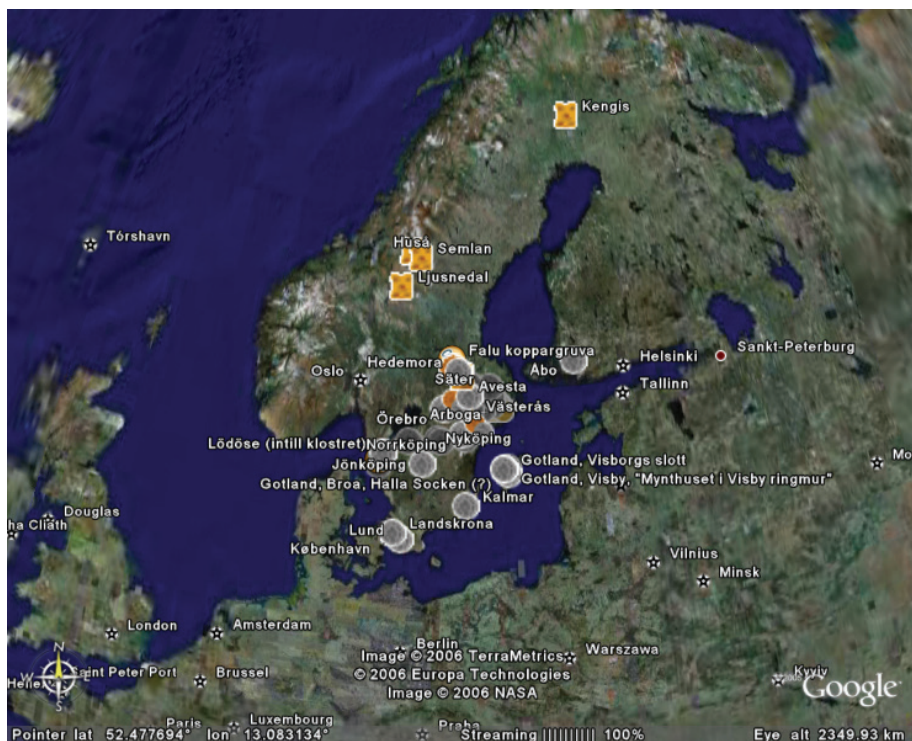 Kengis
Tórshavn
Huså
Semlan
Ljusnedal
Falu koppargruva
Hedemora
Sankt-Peterburg
Helsinki
Åbo
Oslo
Säter
Avesta
Tallinn
Västerås
Örebro
Arboga
Lödöse (intill klostret)
Norrköping
Nyköping
Jönköping
Gotland, Visborgs slott
Gotland, Visby, "Mynthuset i Visby ringmur"
Gotland, Broa, Halla Socken (?)
Kalmar
Mo
Douglas
ha Cliath
Landskrona
Lund
København
Vilnius
Minsk
London
Amsterdam
Berlin
Warszawa
Image © 2006 TerraMetrics
© 2006 Europa Technologies
Image © 2006 NASA
N
W
S
Saint Peter Port
Brussel
Kyyiv
Google
Paris
Luxembourg
Praha
Pointer lat 52.477694° lon 13.083134° Streaming |||||||||| 100% Eye alt 2349.93 km